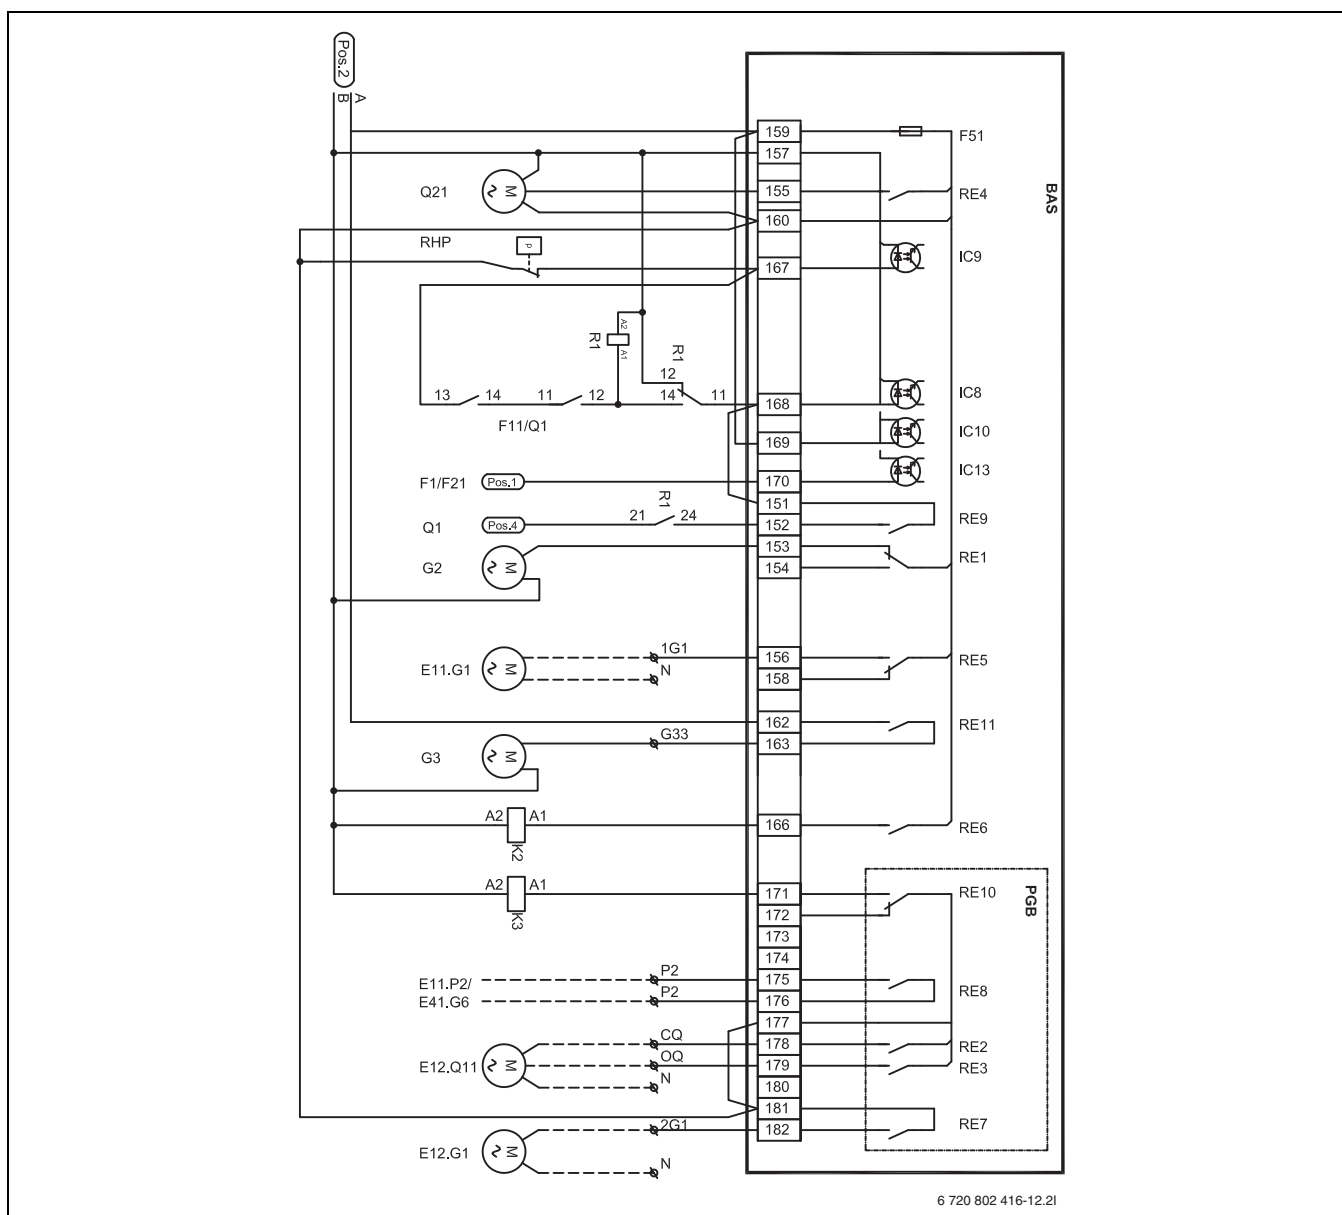 Pos.2
B A
BAS
159
F51
157
Q21
M
155
RE4
160
RHP
P
167
IC9
A2
R1
A1
R1
12
13 14 11 12 14 11
168
IC8
F11/Q1
169
IC10
IC13
F1/F21 Pos.1
170
R1
151
Q1 Pos.4 21 24
152
RE9
153
G2
M
154
RE1
1G1
156
E11.G1
M
N
158
RE5
162
RE11
G33
163
G3
M
A2 A1
166
RE6
K2
A2 A1
171
RE10
PGB
172
K3
173
174
E11.P2/
P2
175
E41.G6
P2
176
RE8
177
CQ
178
RE2
E12.Q11
M
OQ
179
RE3
N
180
181
RE7
2G1
182
E12.G1
M
N
6 720 802 416-12.2I